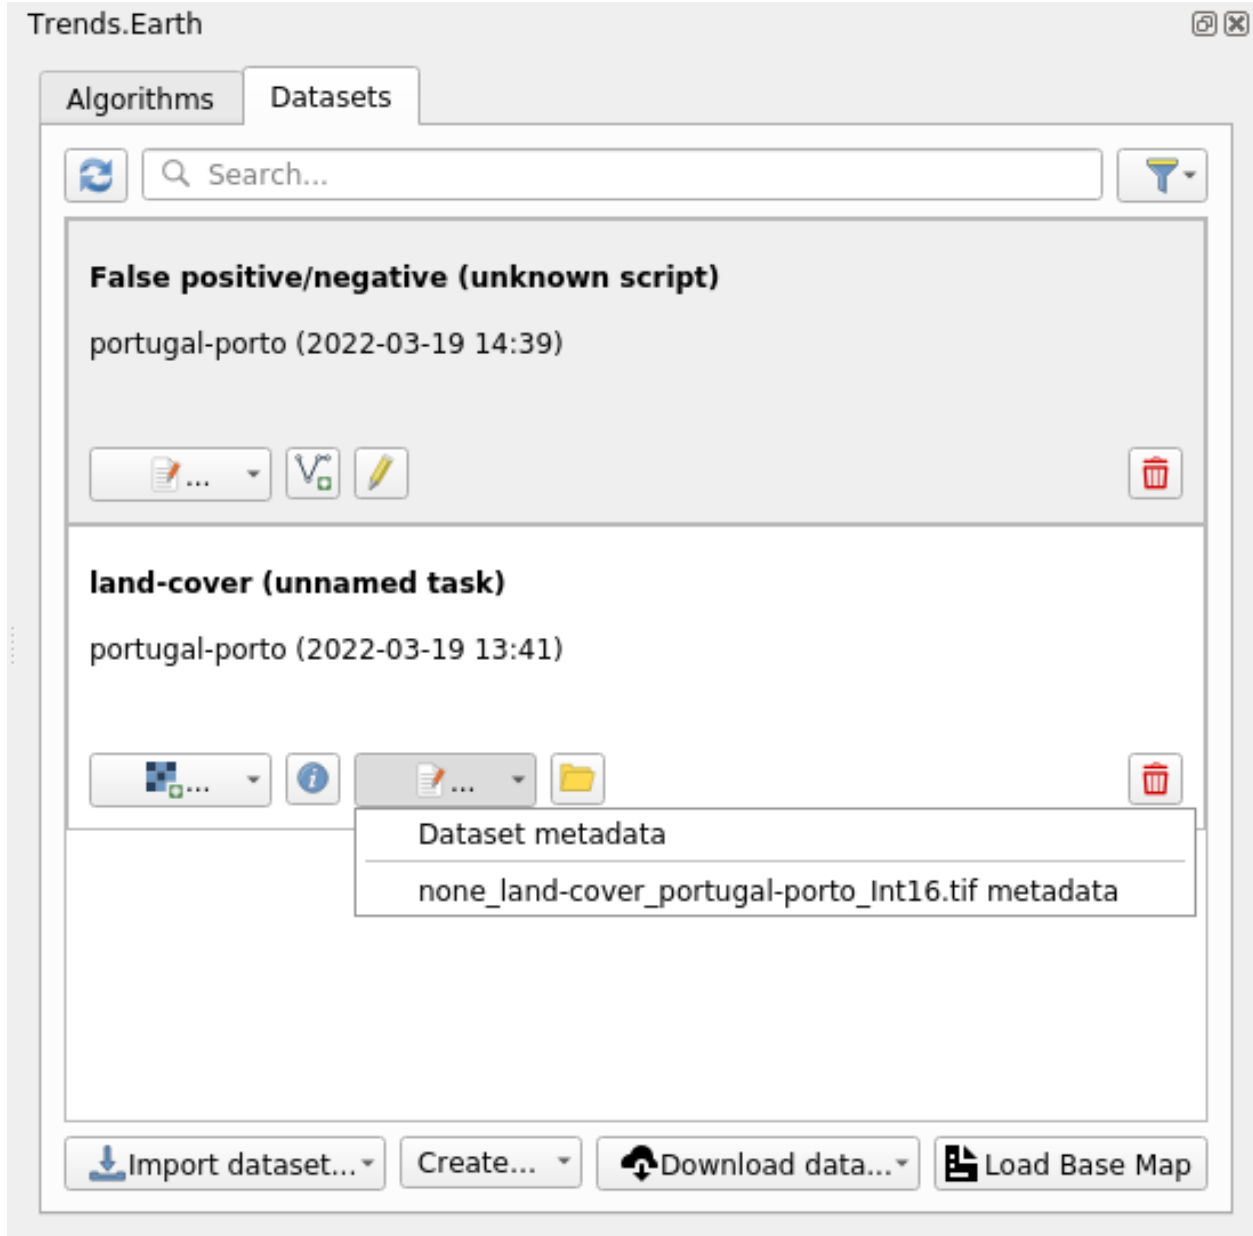 Trends.Earth
Algorithms
Datasets
Search...
False positive/negative (unknown script)
portugal-porto (2022-03-19 14:39)
...
land-cover (unnamed task)
portugal-porto (2022-03-19 13:41)
...
...
Dataset metadata
none_land-cover_portugal-porto_Int16.tif metadata
Import dataset...
Create...
Download data...
Load Base Map